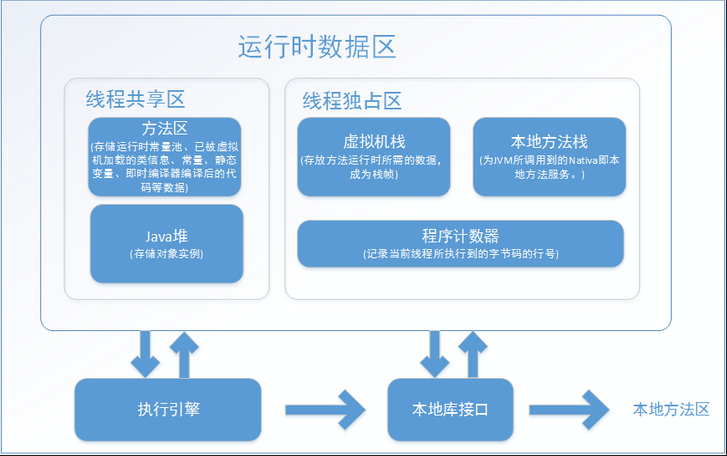 运行时数据区
线程共享区
方法区
(存储运行时常量池、已被虚拟
机加载的类信息、常量、静态
变量、即时编译器编译后的代
码等数据)
Java堆
(存储对象实例)
线程独占区
虚拟机栈
(存放方法运行时所需的数据，
成为栈帧)
本地方法栈
(为JVM所调用到的Nativa即本
地方法服务。)
程序计数器
(记录当前线程所执行到的字节码的行号)
执行引擎
本地库接口
本地方法区